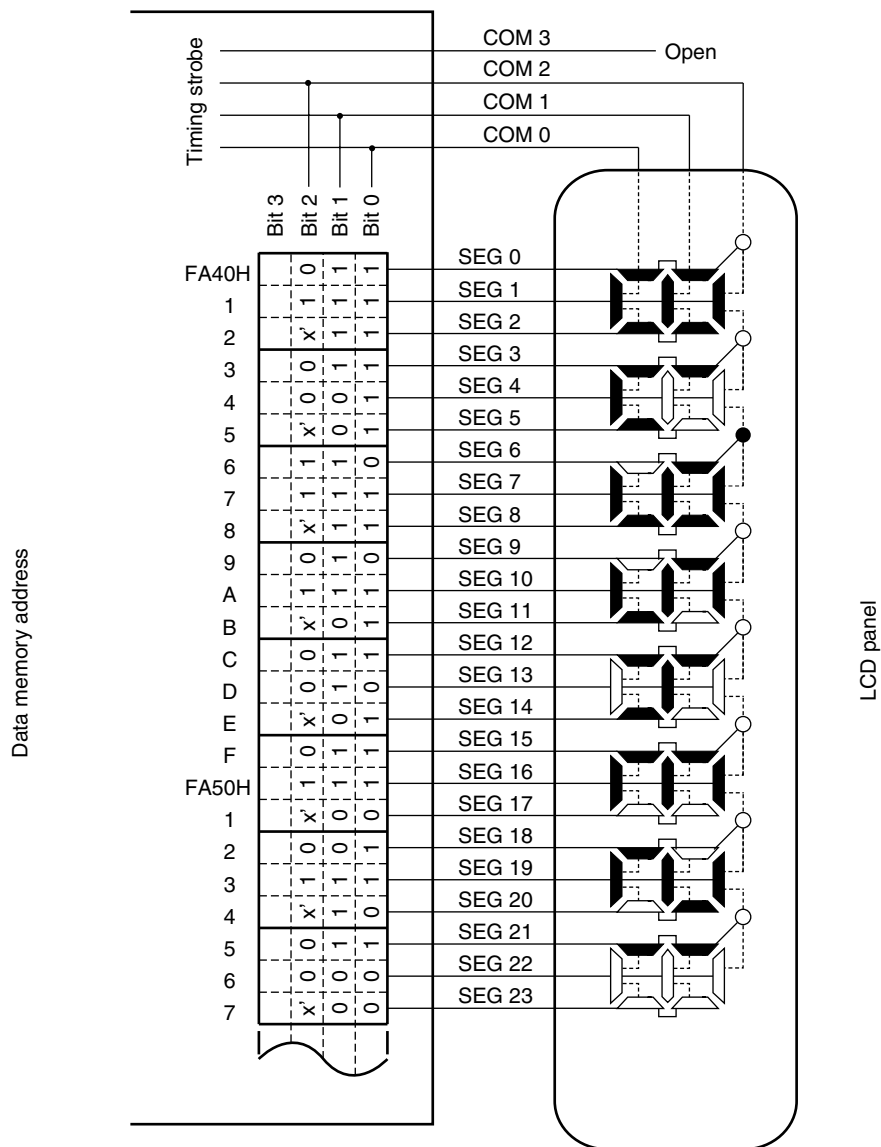 COM 3
Open
COM 2
COM 1
COM 0
Timing strobe
Bit 3
Bit 2
Bit 1
Bit 0
FA40H 0 1 1 SEG 0
1 1 1 1 SEG 1
2 x' 1 1 SEG 2
3 0 1 1 SEG 3
4 0 0 1 SEG 4
5 x' 0 1 SEG 5
6 1 1 0 SEG 6
7 1 1 1 SEG 7
8 x' 1 1 SEG 8
9 0 1 0 SEG 9
A 1 1 1 SEG 10
B x' 0 1 SEG 11
C 0 1 1 SEG 12
D 0 1 0 SEG 13
E x' 0 1 SEG 14
F 0 1 1 SEG 15
FA50H 1 1 1 SEG 16
1 x' 0 0 SEG 17
2 0 0 1 SEG 18
3 1 1 1 SEG 19
4 x' 1 0 SEG 20
5 0 1 1 SEG 21
6 0 0 0 SEG 22
7 x' 0 0 SEG 23
Data memory address
LCD panel